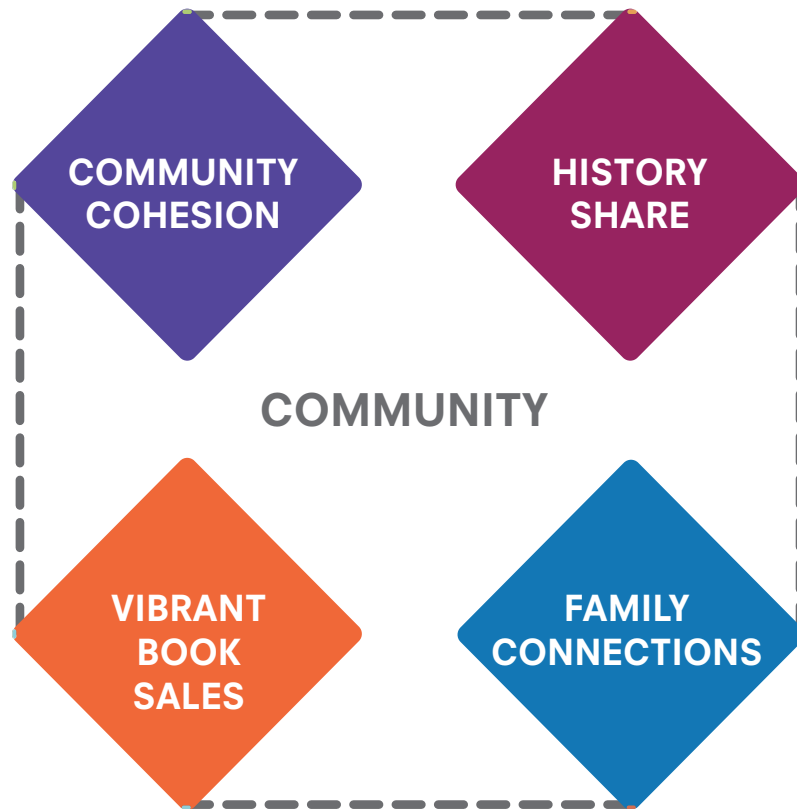 COMMUNITY
COHESION
HISTORY
SHARE
COMMUNITY
VIBRANT
BOOK
SALES
FAMILY
CONNECTIONS